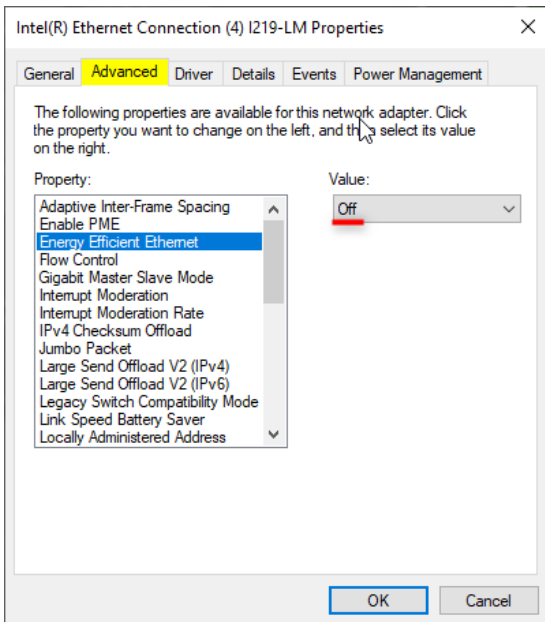 Intel(R) Ethernet Connection (4) I219-LM Properties
General Advanced Driver Details Events Power Management
The following properties are available for this network adapter. Click
the property you want to change on the left, and then select its value
on the right.
Property:
Value:
Adaptive Inter-Frame Spacing
Enable PME
Energy Efficient Ethernet
Flow Control
Gigabit Master Slave Mode
Interrupt Moderation
Interrupt Moderation Rate
IPv4 Checksum Offload
Jumbo Packet
Large Send Offload V2 (IPv4)
Large Send Offload V2 (IPv6)
Legacy Switch Compatibility Mode
Link Speed Battery Saver
Locally Administered Address
Off
OK Cancel